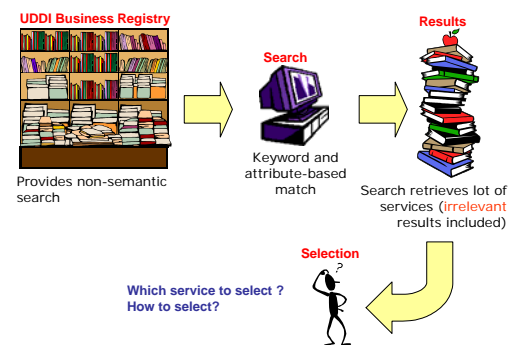 UDDI Business Registry
Provides non-semantic
search
Search
Keyword and
attribute-based
match
Results
Search retrieves lot of
services (irrelevant
results included)
Selection
?
Which service to select ?
How to select?